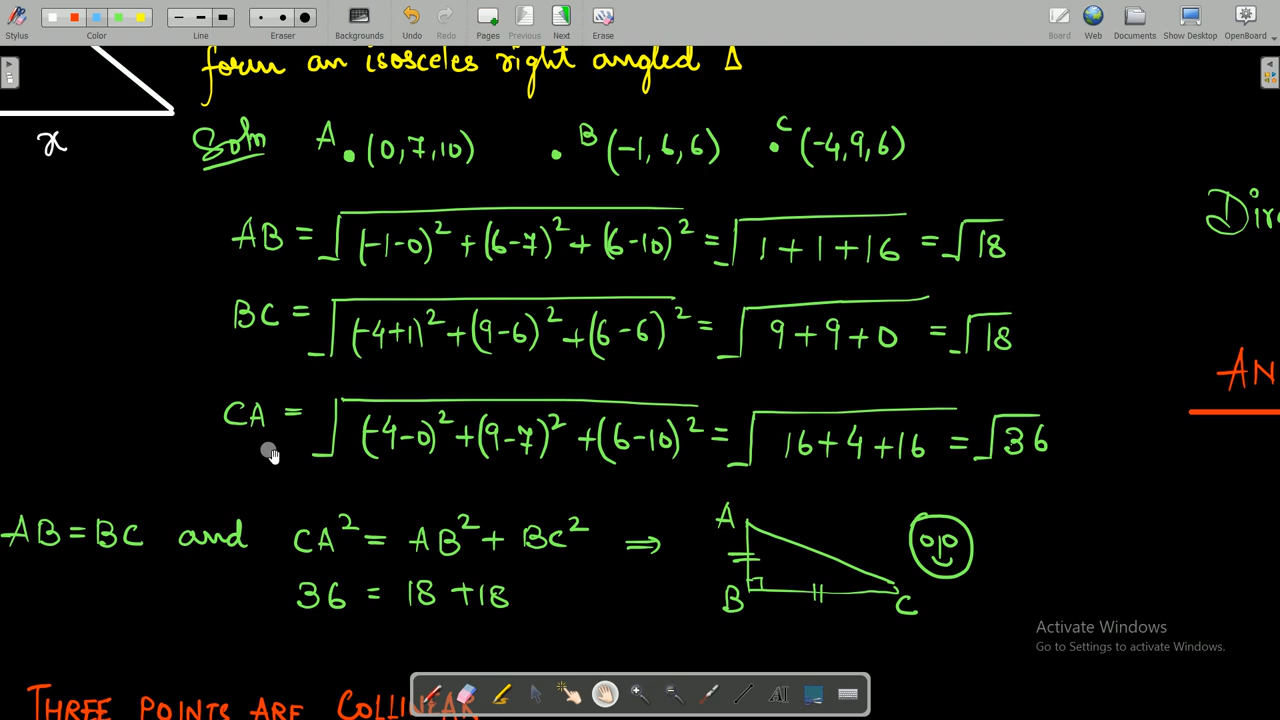 Stylus Color Line Eraser Backgrounds Undo Redo Pages Previous Next Erase Board Web Documents Show Desktop OpenBoard
form an isosceles right angled Δ
x
Soln A •(0,7,10) • B (-1,6,6) • C (-4,9,6)
Dir
AB = √((-1-0)² + (6-7)² + (6-10)²) = √(1+1+16) = √18
BC = √((-4+1)² + (9-6)² + (6-6)²) = √(9+9+0) = √18
AN
CA = √((-4-0)² + (9-7)² + (6-10)²) = √(16+4+16) = √36
AB = BC and CA² = AB² + BC² ⇒
36 = 18 + 18
A
B
C
Activate Windows
Go to Settings to activate Windows.
THREE POINTS ARE COLLINEAR